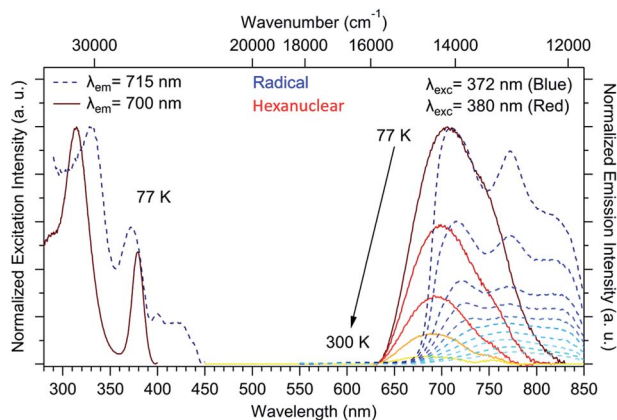 Wavenumber (cm⁻¹)
30000 20000 18000 16000 14000 12000
λem= 715 nm Radical λexc= 372 nm (Blue)
λem= 700 nm Hexanuclear λexc= 380 nm (Red)
77 K
77 K
300 K
Normalized Excitation Intensity (a. u.)
Normalized Emission Intensity (a. u.)
300 350 400 450 500 550 600 650 700 750 800 850
Wavelength (nm)